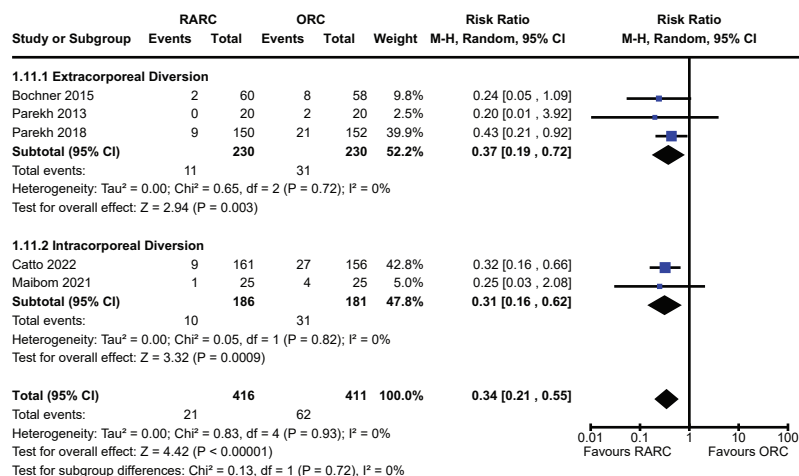 RARC ORC Risk Ratio Risk Ratio
Study or Subgroup Events Total Events Total Weight M-H, Random, 95% CI M-H, Random, 95% CI
1.11.1 Extracorporeal Diversion
Bochner 2015 2 60 8 58 9.8% 0.24 [0.05 , 1.09]
Parekh 2013 0 20 2 20 2.5% 0.20 [0.01 , 3.92]
Parekh 2018 9 150 21 152 39.9% 0.43 [0.21 , 0.92]
Subtotal (95% CI) 230 230 52.2% 0.37 [0.19 , 0.72]
Total events: 11 31
Heterogeneity: Tau² = 0.00; Chi² = 0.65, df = 2 (P = 0.72); I² = 0%
Test for overall effect: Z = 2.94 (P = 0.003)
1.11.2 Intracorporeal Diversion
Catto 2022 9 161 27 156 42.8% 0.32 [0.16 , 0.66]
Maibom 2021 1 25 4 25 5.0% 0.25 [0.03 , 2.08]
Subtotal (95% CI) 186 181 47.8% 0.31 [0.16 , 0.62]
Total events: 10 31
Heterogeneity: Tau² = 0.00; Chi² = 0.05, df = 1 (P = 0.82); I² = 0%
Test for overall effect: Z = 3.32 (P = 0.0009)
Total (95% CI) 416 411 100.0% 0.34 [0.21 , 0.55]
Total events: 21 62
Heterogeneity: Tau² = 0.00; Chi² = 0.83, df = 4 (P = 0.93); I² = 0%
0.01 0.1 1 10 100
Test for overall effect: Z = 4.42 (P < 0.00001) Favours RARC Favours ORC
Test for subgroup differences: Chi² = 0.13, df = 1 (P = 0.72), I² = 0%